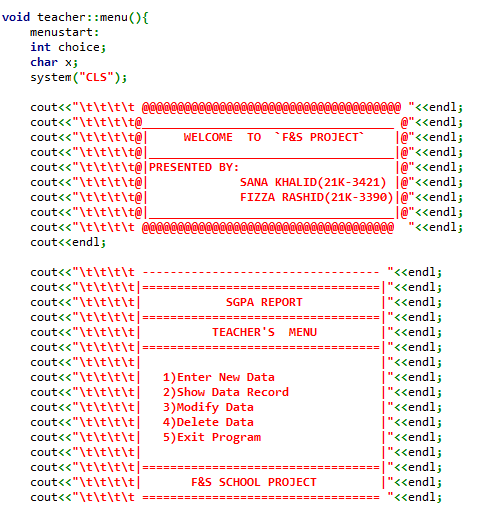 void teacher::menu(){
    menustart:
    int choice;
    char x;
    system("CLS");

    cout<<"\t\t\t\t @@@@@@@@@@@@@@@@@@@@@@@@@@@@@@@@@@@@@ "<<endl;
    cout<<"\t\t\t\t@____________________________________ @"<<endl;
    cout<<"\t\t\t\t@|     WELCOME  TO  `F&S PROJECT`    |@"<<endl;
    cout<<"\t\t\t\t@|___________________________________|@"<<endl;
    cout<<"\t\t\t\t@|PRESENTED BY:                      |@"<<endl;
    cout<<"\t\t\t\t@|             SANA KHALID(21K-3421) |@"<<endl;
    cout<<"\t\t\t\t@|             FIZZA RASHID(21K-3390)|@"<<endl;
    cout<<"\t\t\t\t@|___________________________________|@"<<endl;
    cout<<"\t\t\t\t @@@@@@@@@@@@@@@@@@@@@@@@@@@@@@@@@@@@  "<<endl;
    cout<<endl;

    cout<<"\t\t\t\t ---------------------------------- "<<endl;
    cout<<"\t\t\t\t|==================================|"<<endl;
    cout<<"\t\t\t\t|            SGPA REPORT           |"<<endl;
    cout<<"\t\t\t\t|==================================|"<<endl;
    cout<<"\t\t\t\t|          TEACHER'S  MENU         |"<<endl;
    cout<<"\t\t\t\t|==================================|"<<endl;
    cout<<"\t\t\t\t|                                  |"<<endl;
    cout<<"\t\t\t\t|   1)Enter New Data               |"<<endl;
    cout<<"\t\t\t\t|   2)Show Data Record             |"<<endl;
    cout<<"\t\t\t\t|   3)Modify Data                  |"<<endl;
    cout<<"\t\t\t\t|   4)Delete Data                  |"<<endl;
    cout<<"\t\t\t\t|   5)Exit Program                 |"<<endl;
    cout<<"\t\t\t\t|                                  |"<<endl;
    cout<<"\t\t\t\t|==================================|"<<endl;
    cout<<"\t\t\t\t|       F&S SCHOOL PROJECT         |"<<endl;
    cout<<"\t\t\t\t ================================== "<<endl;